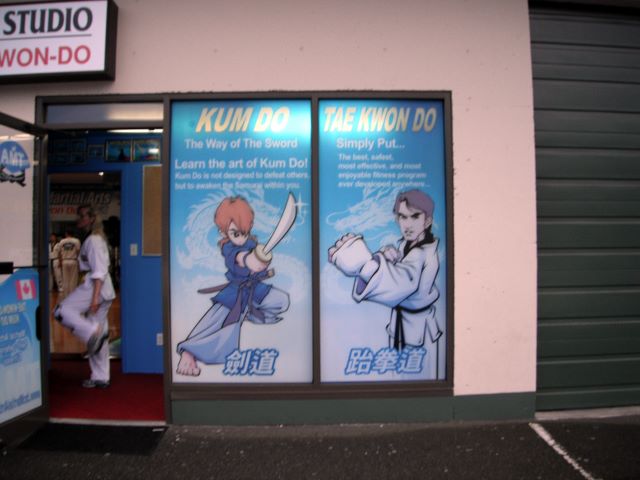 STUDIO
WON-DO
KUM DO
The Way of The Sword
Learn the art of Kum Do!
Kum Do is not designed to defeat others,
but to awaken the Samurai within you.
劍道
TAE KWON DO
Simply Put...
The best, safest,
most effective, and most
enjoyable fitness program
ever developed anywhere...
跆拳道
Martial Arts